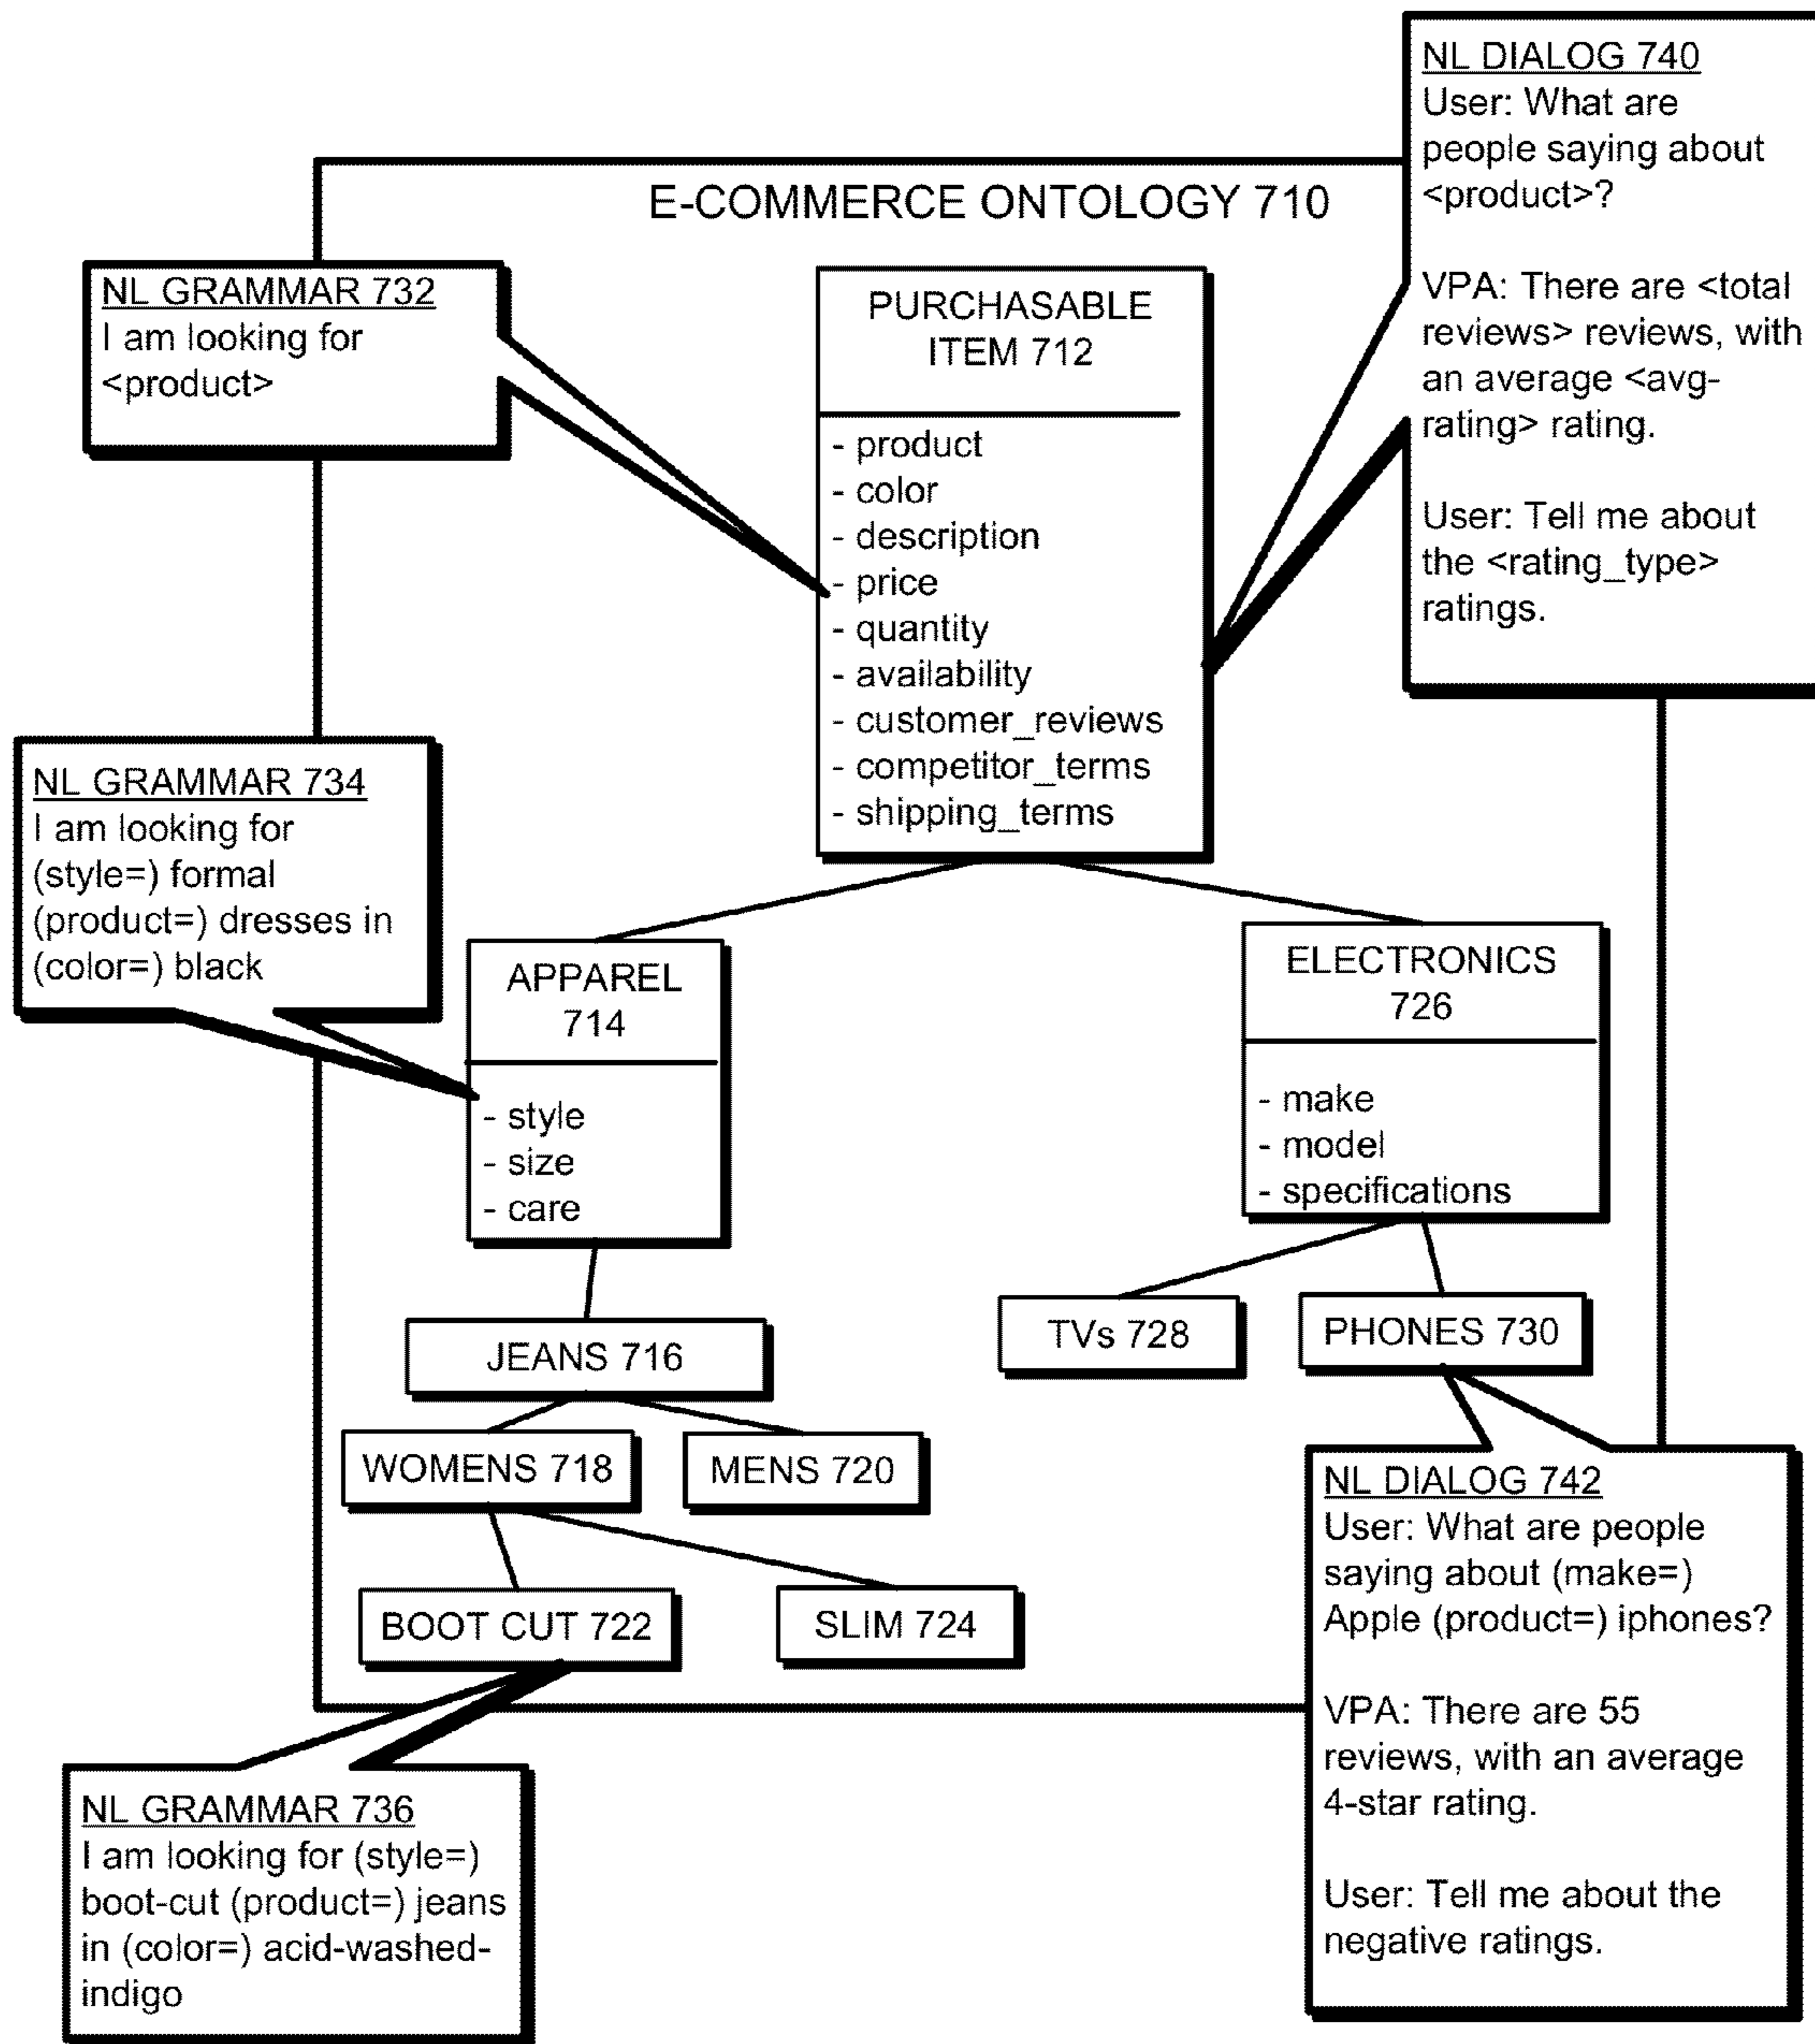 E-COMMERCE ONTOLOGY 710
NL DIALOG 740
User: What are
people saying about
<product>?
VPA: There are <total
reviews> reviews, with
an average <avg-
rating> rating.
User: Tell me about
the <rating_type>
ratings.
NL GRAMMAR 732
I am looking for
<product>
PURCHASABLE
ITEM 712
- product
- color
- description
- price
- quantity
- availability
- customer_reviews
- competitor_terms
- shipping_terms
NL GRAMMAR 734
I am looking for
(style=) formal
(product=) dresses in
(color=) black
APPAREL
714
- style
- size
- care
ELECTRONICS
726
- make
- model
- specifications
JEANS 716
TVs 728
PHONES 730
WOMENS 718
MENS 720
BOOT CUT 722
SLIM 724
NL DIALOG 742
User: What are people
saying about (make=)
Apple (product=) iphones?
VPA: There are 55
reviews, with an average
4-star rating.
User: Tell me about the
negative ratings.
NL GRAMMAR 736
I am looking for (style=)
boot-cut (product=) jeans
in (color=) acid-washed-
indigo